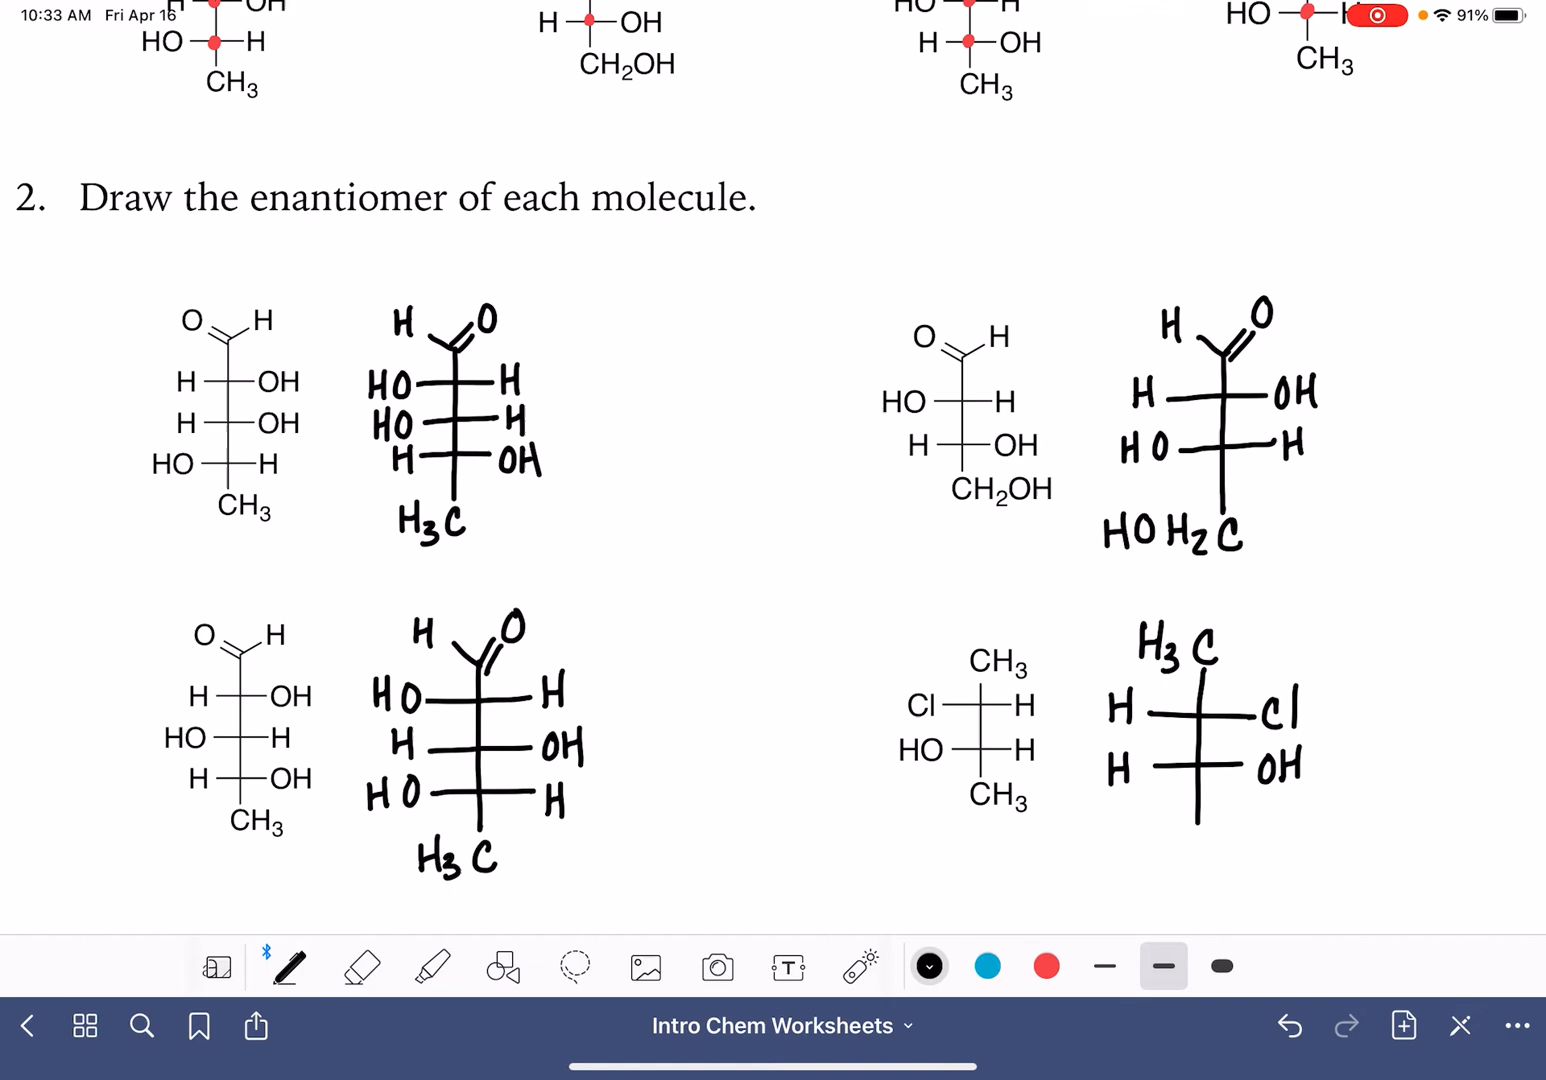 10:33 AM Fri Apr 16
91%
H OH
HO H
CH3
H OH
CH2OH
HO H
H OH
CH3
HO H
CH3
2. Draw the enantiomer of each molecule.
O H
H OH
H OH
HO H
CH3
H O
HO H
HO H
H OH
H3C
O H
HO H
H OH
CH2OH
H O
H OH
HO H
HOH2C
O H
H OH
HO H
H OH
CH3
H O
HO H
H OH
HO H
H3C
CH3
Cl H
HO H
CH3
H3C
H Cl
H OH
a
T
Intro Chem Worksheets